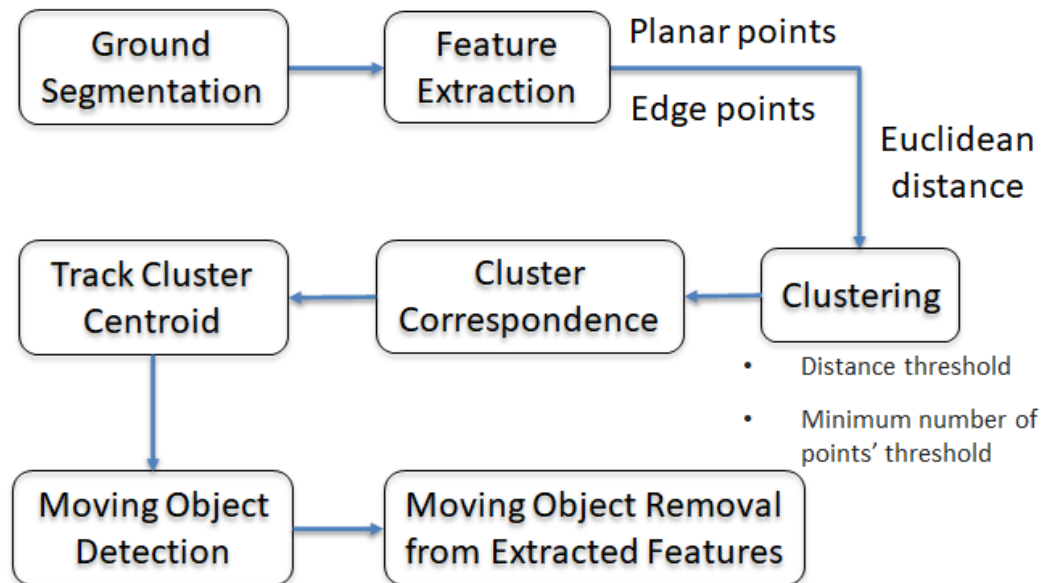 Ground
Segmentation
Feature
Extraction
Planar points
Edge points
Euclidean
distance
Track Cluster
Centroid
Cluster
Correspondence
Clustering
• Distance threshold
• Minimum number of
points’ threshold
Moving Object
Detection
Moving Object Removal
from Extracted Features